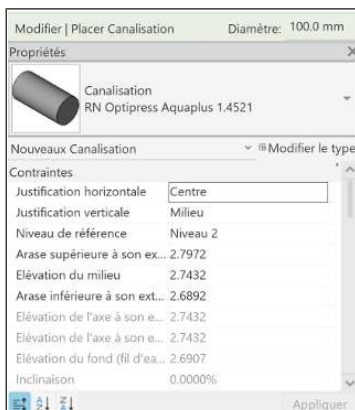 Modifier | Placer Canalisation Diamètre: 100.0 mm
Propriétés
Canalisation
RN Optipress Aquaplus 1.4521
Nouveaux Canalisation Modifier le type
Contraintes
Justification horizontale Centre
Justification verticale Milieu
Niveau de référence Niveau 2
Arase supérieure à son ex... 2.7972
Elévation du milieu 2.7432
Arase inférieure à son ext... 2.6892
Elévation de l'axe à son e... 2.7432
Elévation de l'axe à son e... 2.7432
Elévation du fond (fil d'ea... 2.6907
Inclinaison 0.0000%
Appliquer